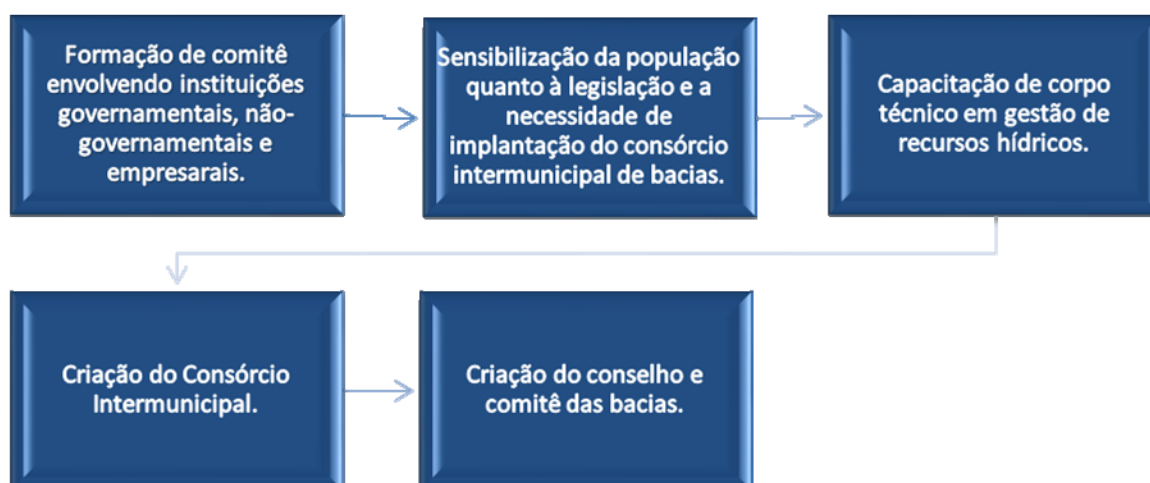 Formação de comitê
envolvendo instituições
governamentais, não-
governamentais e
empresarais.
Sensibilização da população
quanto à legislação e a
necessidade de
implantação do consórcio
intermunicipal de bacias.
Capacitação de corpo
técnico em gestão de
recursos hídricos.
Criação do Consórcio
Intermunicipal.
Criação do conselho e
comitê das bacias.